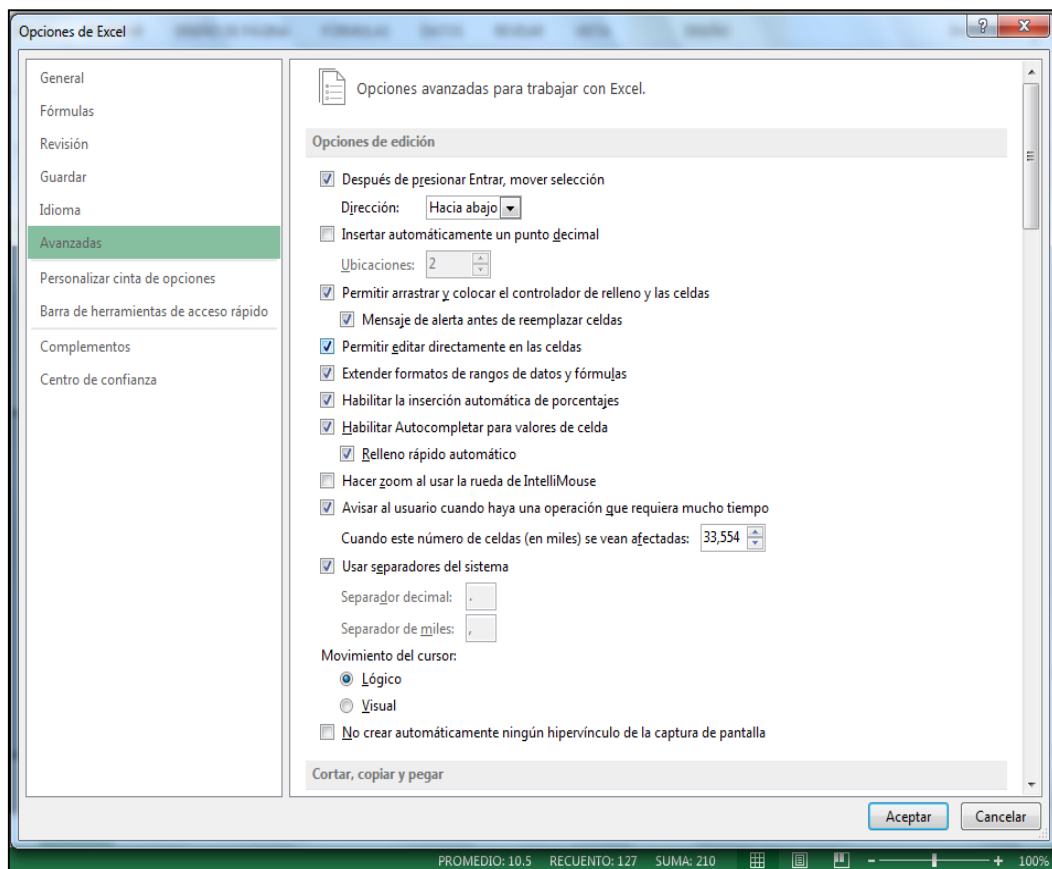 Opciones de Excel
General
Fórmulas
Revisión
Guardar
Idioma
Avanzadas
Personalizar cinta de opciones
Barra de herramientas de acceso rápido
Complementos
Centro de confianza
Opciones avanzadas para trabajar con Excel.
Opciones de edición
Después de presionar Entrar, mover selección
Dirección: Hacia abajo
Insertar automáticamente un punto decimal
Ubicaciones: 2
Permitir arrastrar y colocar el controlador de relleno y las celdas
Mensaje de alerta antes de reemplazar celdas
Permitir editar directamente en las celdas
Extender formatos de rangos de datos y fórmulas
Habilitar la inserción automática de porcentajes
Habilitar Autocompletar para valores de celda
Relleno rápido automático
Hacer zoom al usar la rueda de IntelliMouse
Avisar al usuario cuando haya una operación que requiera mucho tiempo
Cuando este número de celdas (en miles) se vean afectadas: 33,554
Usar separadores del sistema
Separador decimal: .
Separador de miles: ,
Movimiento del cursor:
Lógico
Visual
No crear automáticamente ningún hipervínculo de la captura de pantalla
Cortar, copiar y pegar
Aceptar Cancelar
PROMEDIO: 10.5 RECUENTO: 127 SUMA: 210 100%